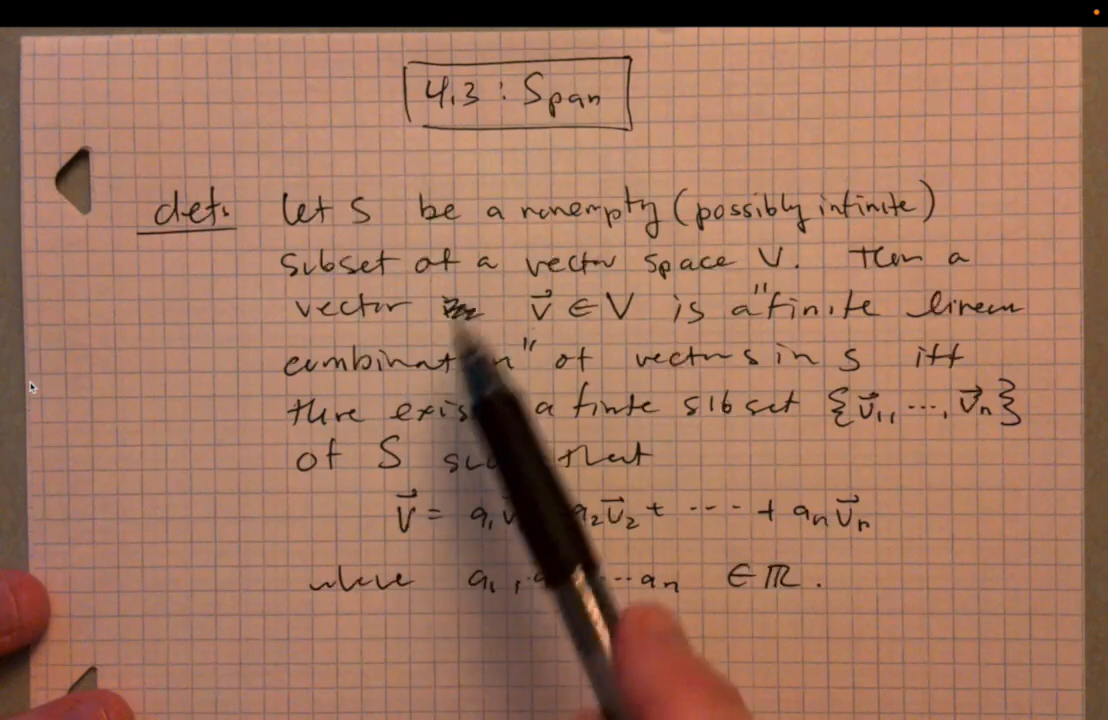 4.3 : Span
def: Let S be a nonempty (possibly infinite)
subset of a vector space V. Then a
vector v⃗ ∈ V is a "finite linear
combination" of vectors in S iff
there exists a finite subset {v⃗₁, ..., v⃗ₙ}
of S such that
v⃗ = a₁v⃗ a₂v⃗₂ + ---- + aₙv⃗ₙ
where a₁, ...aₙ ∈ ℝ.